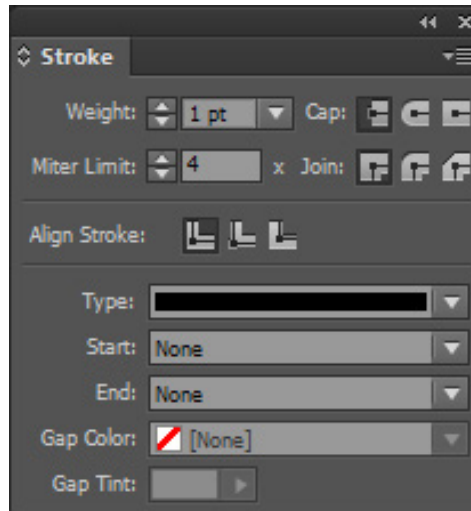 Stroke
Weight: 1 pt Cap:
Miter Limit: 4 x Join:
Align Stroke:
Type:
Start: None
End: None
Gap Color: [None]
Gap Tint: